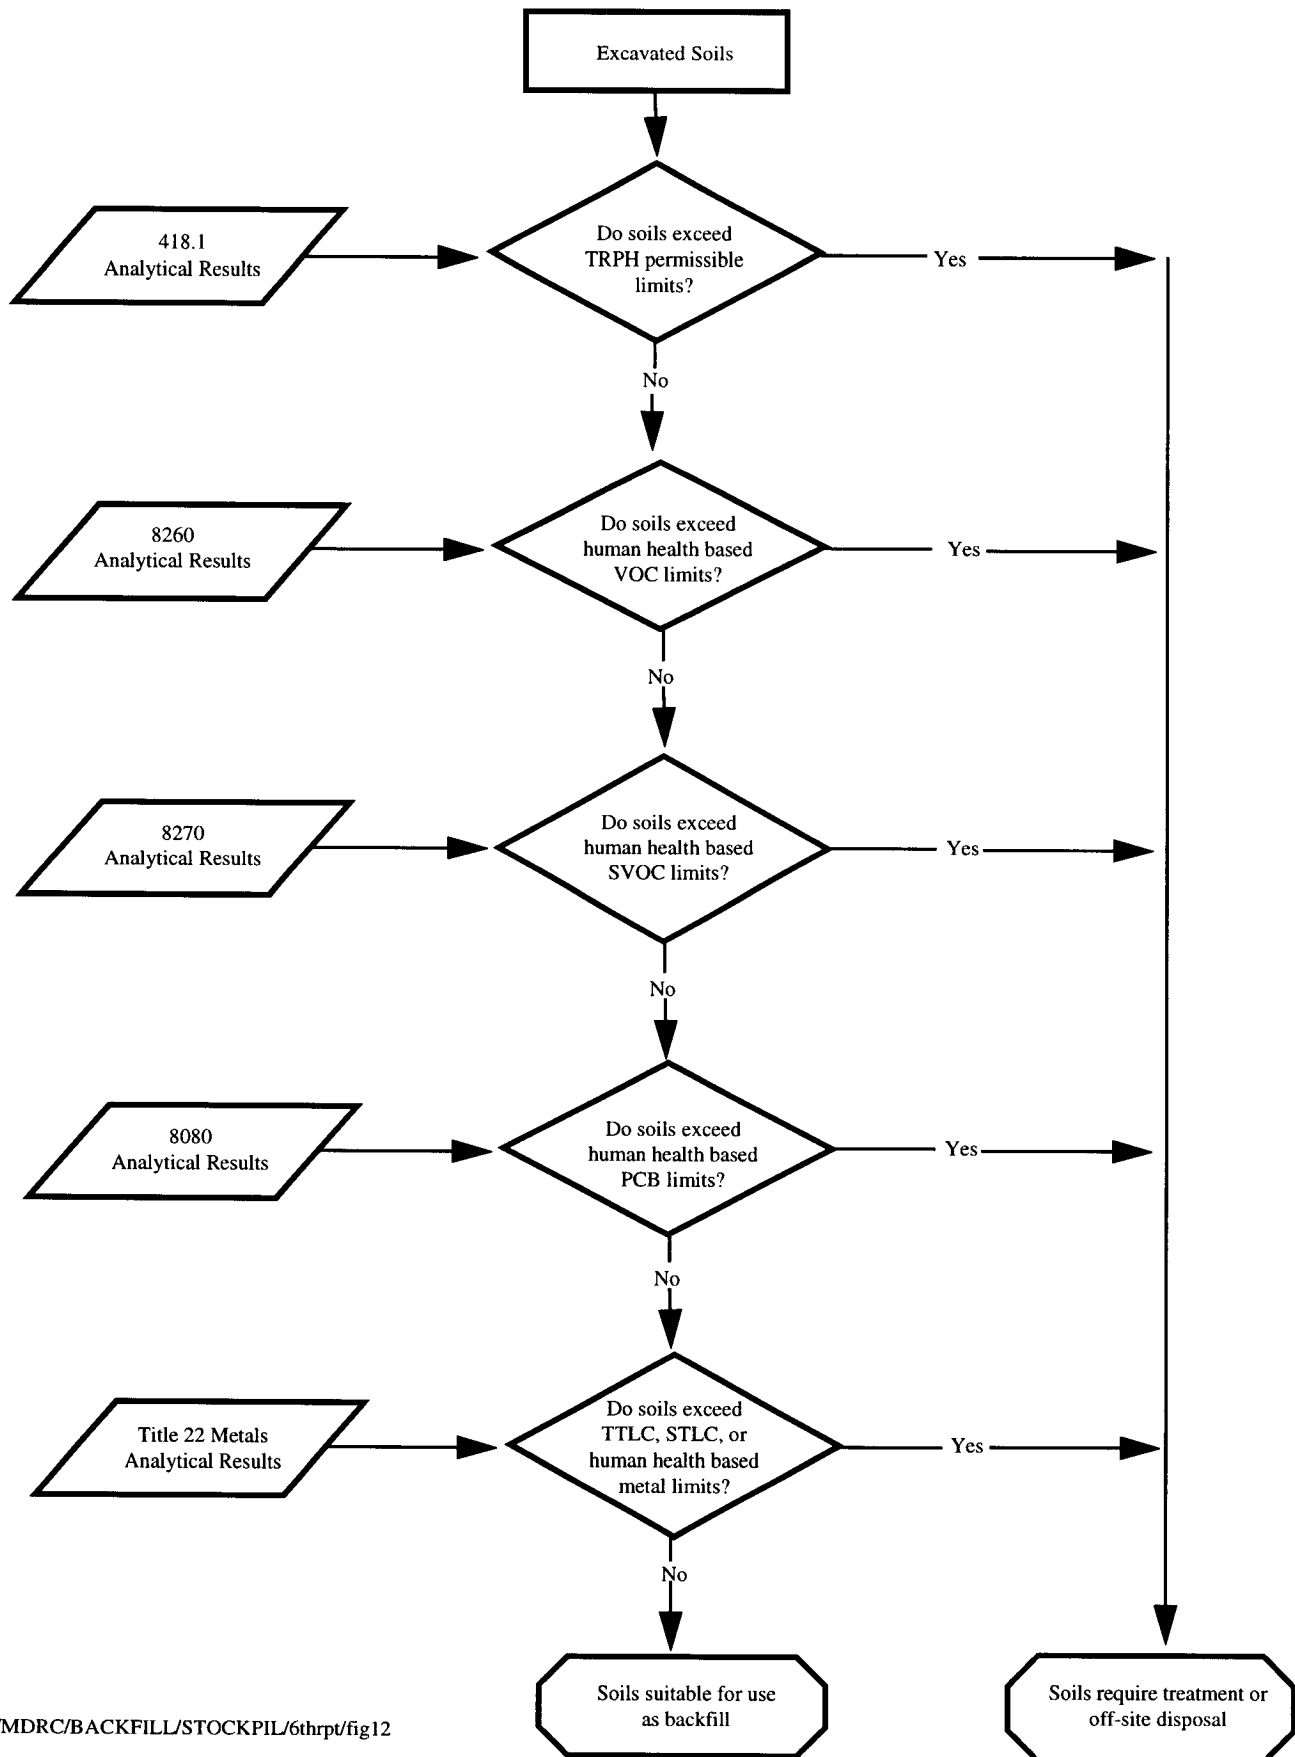 Excavated Soils
418.1
Analytical Results
Do soils exceed
TRPH permissible
limits?
Yes
No
8260
Analytical Results
Do soils exceed
human health based
VOC limits?
Yes
No
8270
Analytical Results
Do soils exceed
human health based
SVOC limits?
Yes
No
8080
Analytical Results
Do soils exceed
human health based
PCB limits?
Yes
No
Title 22 Metals
Analytical Results
Do soils exceed
TTLC, STLC, or
human health based
metal limits?
Yes
No
Soils suitable for use
as backfill
Soils require treatment or
off-site disposal
/MDRC/BACKFILL/STOCKPIL/6thrpt/fig12